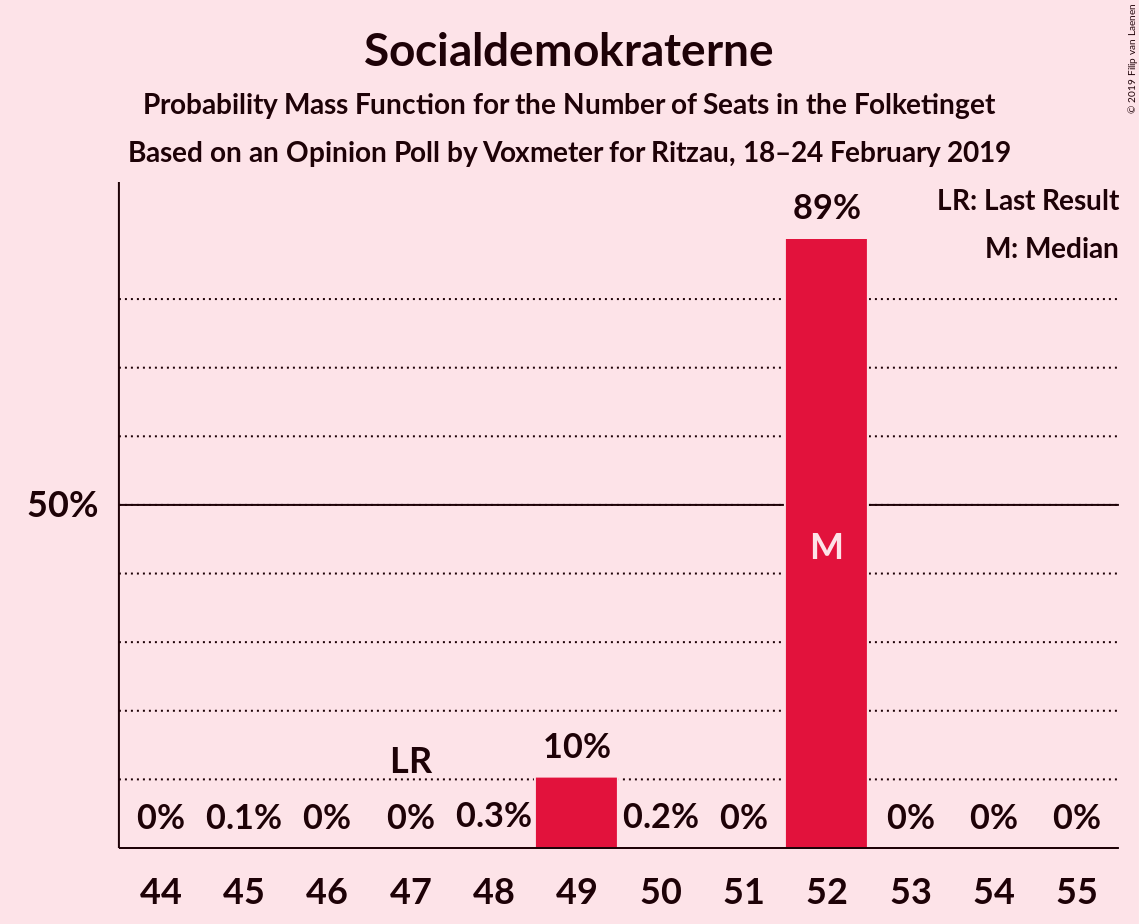 Socialdemokraterne
Probability Mass Function for the Number of Seats in the Folketinget
Based on an Opinion Poll by Voxmeter for Ritzau, 18–24 February 2019
© 2019 Filip van Laenen
LR: Last Result
M: Median
89%
50%
M
LR
10%
0% 0.1% 0% 0% 0.3% 0.2% 0% 0% 0% 0%
44 45 46 47 48 49 50 51 52 53 54 55